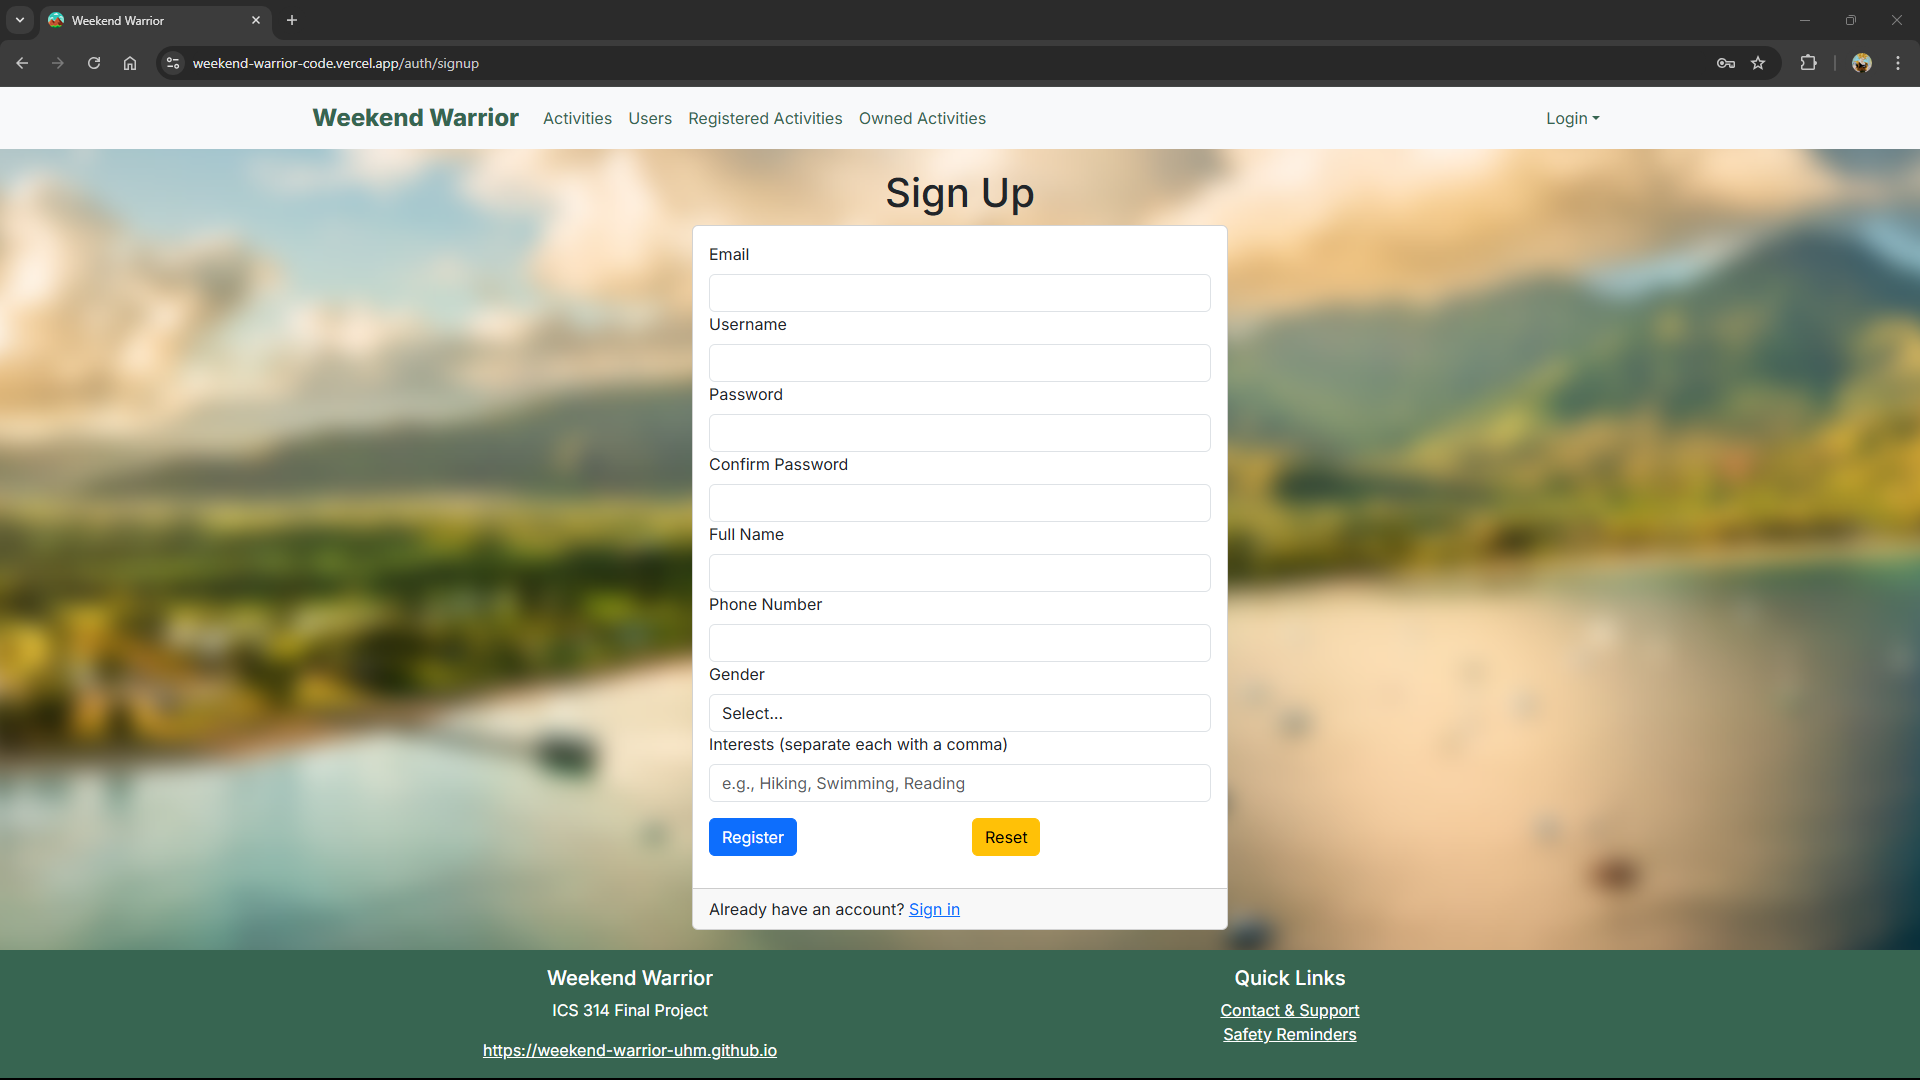 Weekend Warrior
weekend-warrior-code.vercel.app/auth/signup
Weekend Warrior Activities Users Registered Activities Owned Activities Login
Sign Up
Email
Username
Password
Confirm Password
Full Name
Phone Number
Gender
Select...
Interests (separate each with a comma)
e.g., Hiking, Swimming, Reading
Register Reset
Already have an account? Sign in
Weekend Warrior
ICS 314 Final Project
https://weekend-warrior-uhm.github.io
Quick Links
Contact & Support
Safety Reminders